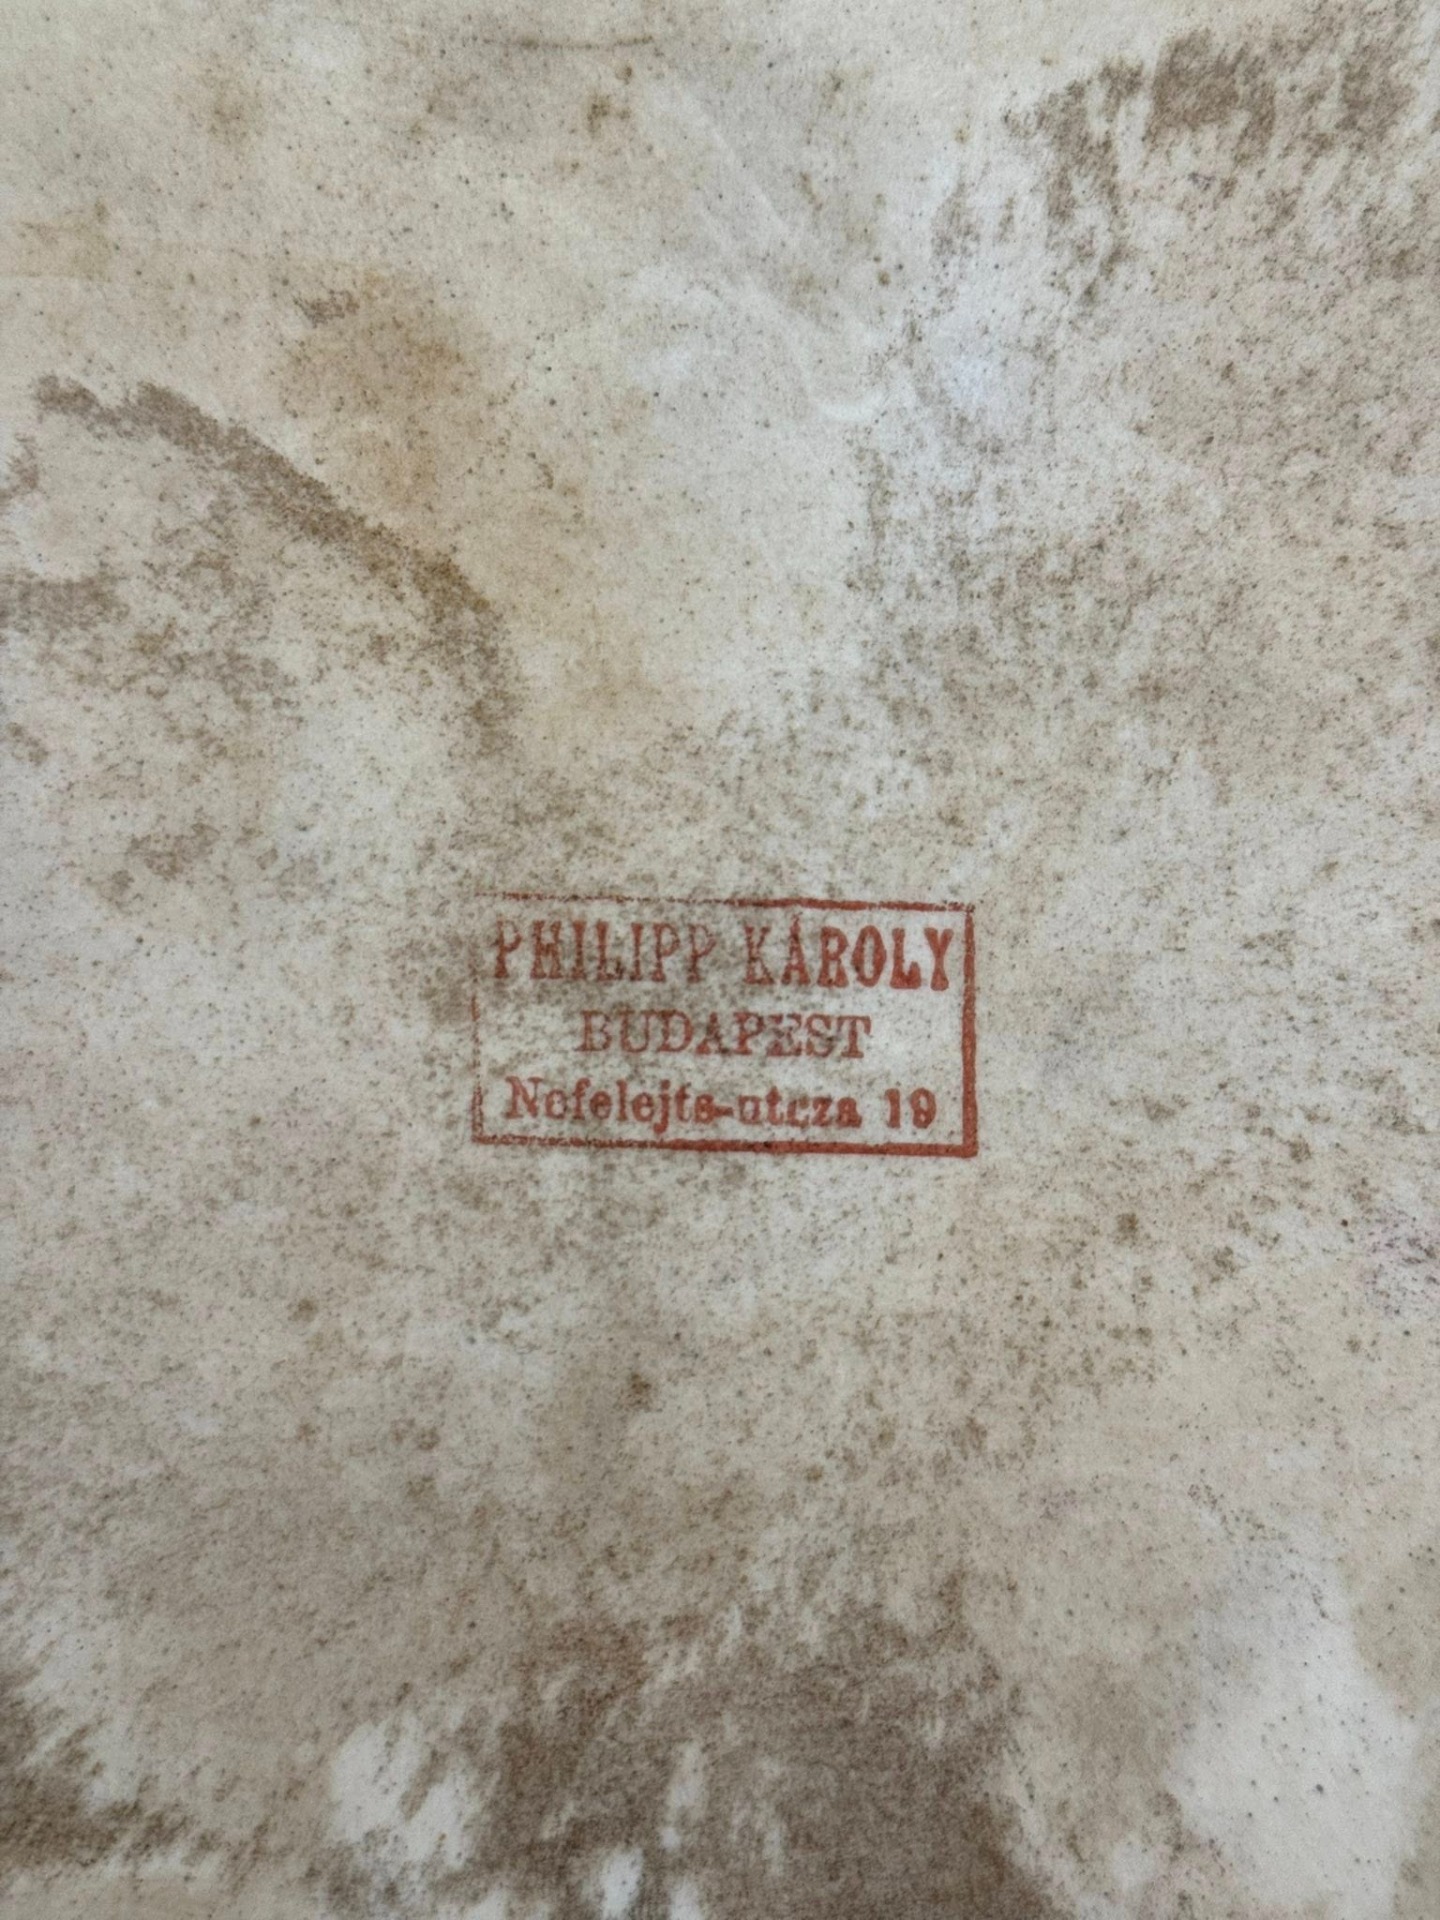 PHILIPP KÁROLY
BUDAPEST
Nefelejts-utcza 19